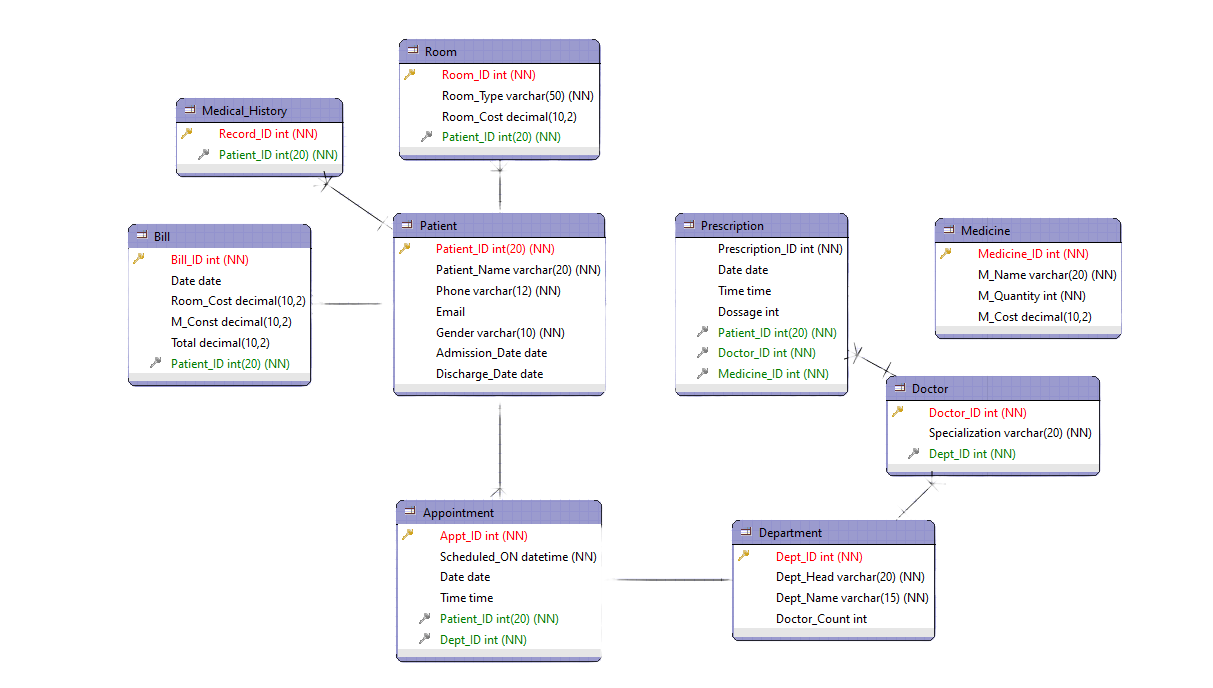 Room
Room_ID int (NN)
Room_Type varchar(50) (NN)
Room_Cost decimal(10,2)
Patient_ID int(20) (NN)
Medical_History
Record_ID int (NN)
Patient_ID int(20) (NN)
Bill
Bill_ID int (NN)
Date date
Room_Cost decimal(10,2)
M_Const decimal(10,2)
Total decimal(10,2)
Patient_ID int(20) (NN)
Patient
Patient_ID int(20) (NN)
Patient_Name varchar(20) (NN)
Phone varchar(12) (NN)
Email
Gender varchar(10) (NN)
Admission_Date date
Discharge_Date date
Prescription
Prescription_ID int (NN)
Date date
Time time
Dossage int
Patient_ID int(20) (NN)
Doctor_ID int (NN)
Medicine_ID int (NN)
Medicine
Medicine_ID int (NN)
M_Name varchar(20) (NN)
M_Quantity int (NN)
M_Cost decimal(10,2)
Doctor
Doctor_ID int (NN)
Specialization varchar(20) (NN)
Dept_ID int (NN)
Appointment
Appt_ID int (NN)
Scheduled_ON datetime (NN)
Date date
Time time
Patient_ID int(20) (NN)
Dept_ID int (NN)
Department
Dept_ID int (NN)
Dept_Head varchar(20) (NN)
Dept_Name varchar(15) (NN)
Doctor_Count int